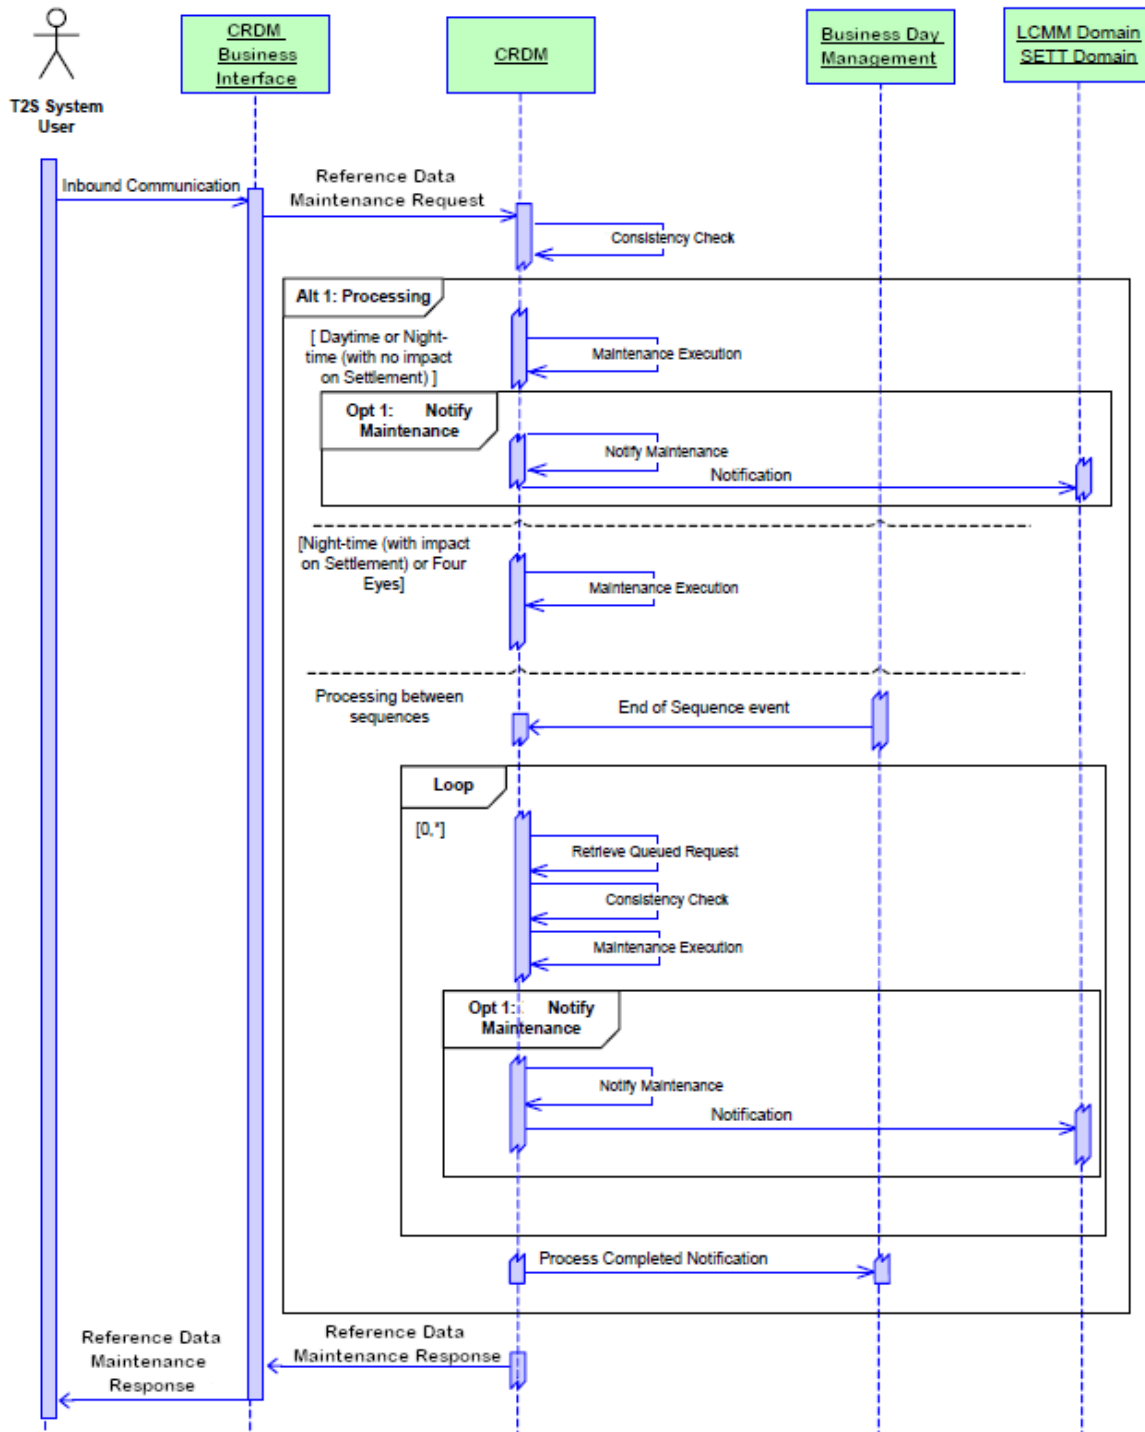 CRDM
Business
Interface
CRDM
Business Day
Management
LCMM Domain
SETT Domain
T2S System
User
Inbound Communication
Reference Data
Maintenance Request
Consistency Check
Alt 1: Processing
[ Daytime or Night-
time (with no impact
on Settlement) ]
Maintenance Execution
Opt 1: Notify
Maintenance
Notify Maintenance
Notification
[Night-time (with impact
on Settlement) or Four
Eyes]
Maintenance Execution
Processing between
sequences
End of Sequence event
Loop
[0,*]
Retrieve Queued Request
Consistency Check
Maintenance Execution
Opt 1: Notify
Maintenance
Notify Maintenance
Notification
Process Completed Notification
Reference Data
Maintenance Response
Reference Data
Maintenance
Response